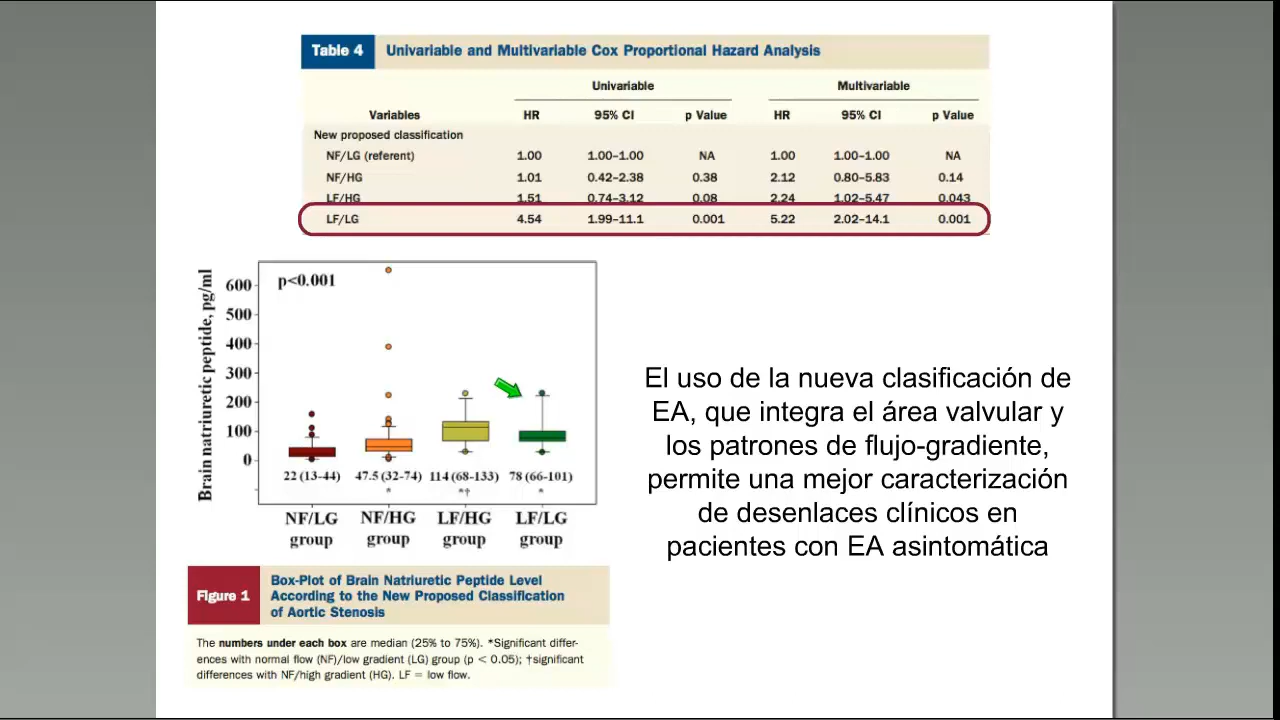 Table 4 Univariable and Multivariable Cox Proportional Hazard Analysis
Univariable Multivariable
Variables HR 95% CI p Value HR 95% CI p Value
New proposed classification
NF/LG (referent) 1.00 1.00–1.00 NA 1.00 1.00–1.00 NA
NF/HG 1.01 0.42–2.38 0.38 2.12 0.80–5.83 0.14
LF/HG 1.51 0.74–3.12 0.08 2.24 1.02–5.47 0.043
LF/LG 4.54 1.99–11.1 0.001 5.22 2.02–14.1 0.001
Brain natriuretic peptide, pg/ml
p<0.001
600
500
400
300
200
100
0
22 (13-44) 47.5 (32-74) 114 (68-133) 78 (66-101)
* *† *
NF/LG NF/HG LF/HG LF/LG
group group group group
El uso de la nueva clasificación de
EA, que integra el área valvular y
los patrones de flujo-gradiente,
permite una mejor caracterización
de desenlaces clínicos en
pacientes con EA asintomática
Figure 1
Box-Plot of Brain Natriuretic Peptide Level
According to the New Proposed Classification
of Aortic Stenosis
The numbers under each box are median (25% to 75%). *Significant differ-
ences with normal flow (NF)/low gradient (LG) group (p < 0.05); †significant
differences with NF/high gradient (HG). LF = low flow.